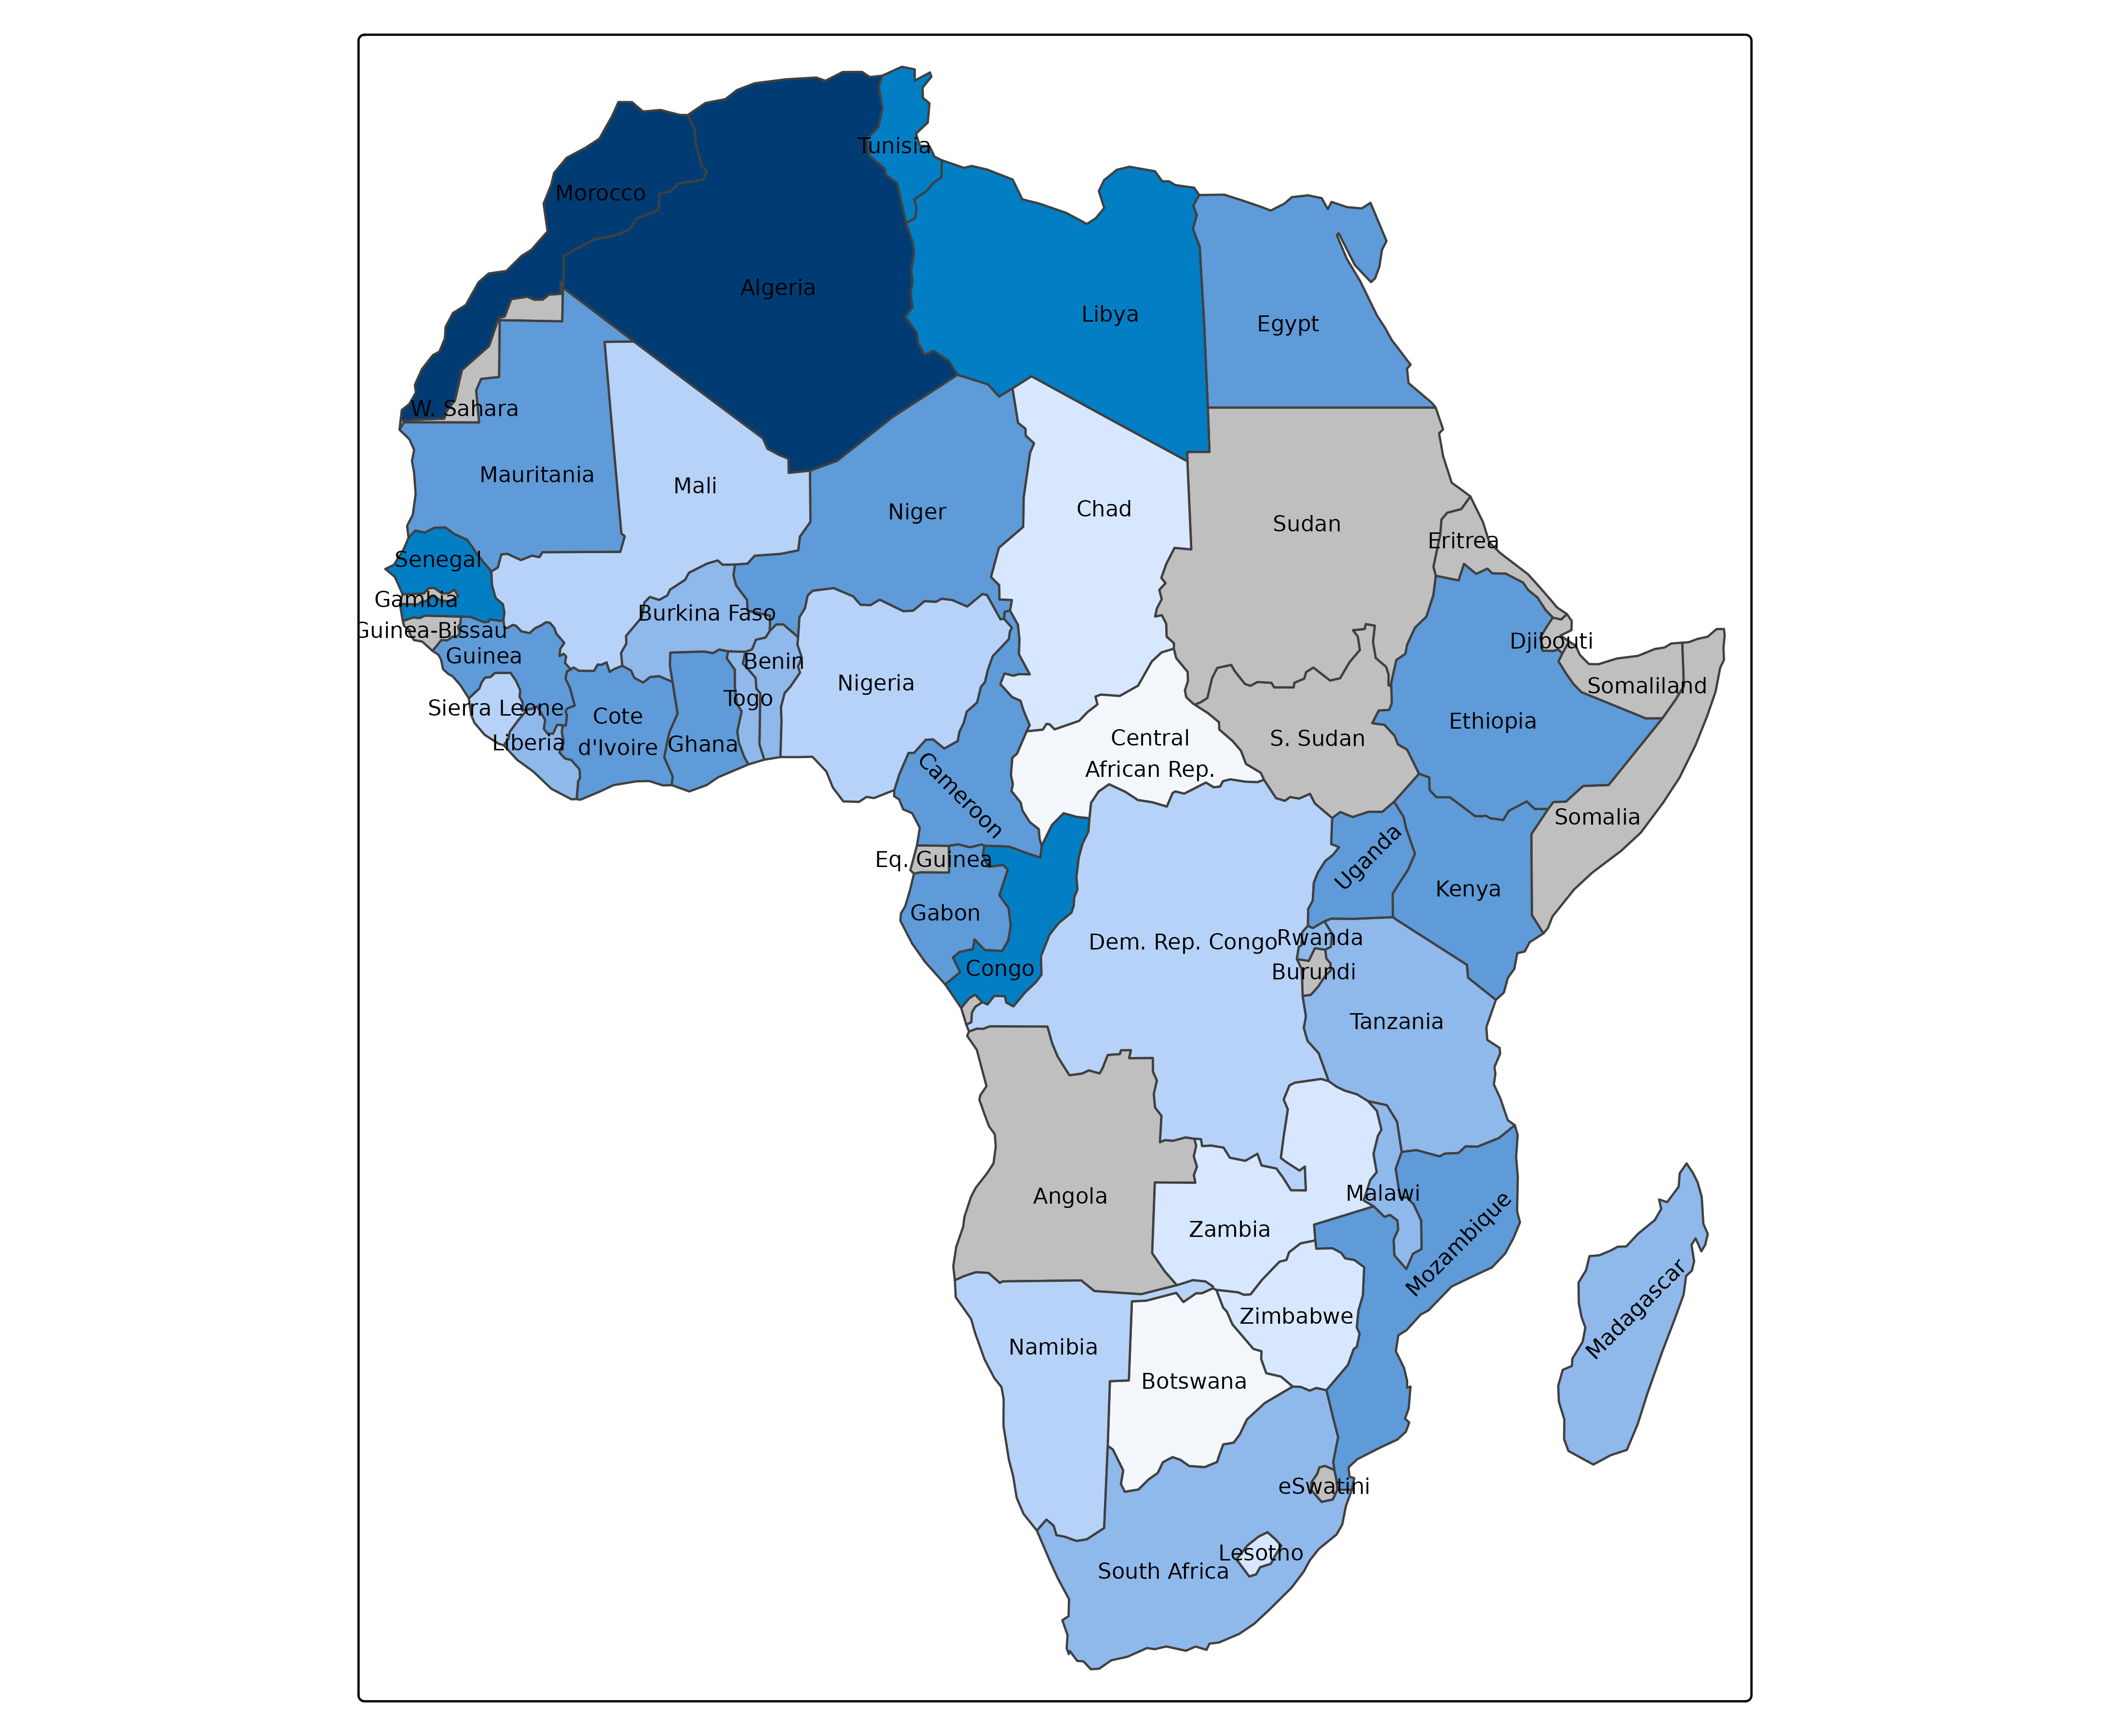 Tunisia
Morocco
Algeria
Libya
Egypt
W. Sahara
Mauritania
Mali
Niger
Chad
Sudan
Eritrea
Senegal
Gambia
Burkina Faso
Guinea-Bissau
Djibouti
Guinea
Benin
Nigeria
Somaliland
Togo
Sierra Leone
Cote
d'Ivoire
Ghana
Liberia
Ethiopia
Central
African Rep.
S. Sudan
Cameroon
Somalia
Eq. Guinea
Uganda
Kenya
Gabon
Dem. Rep. Congo
Rwanda
Congo
Burundi
Tanzania
Angola
Malawi
Zambia
Mozambique
Zimbabwe
Madagascar
Namibia
Botswana
eSwatini
Lesotho
South Africa